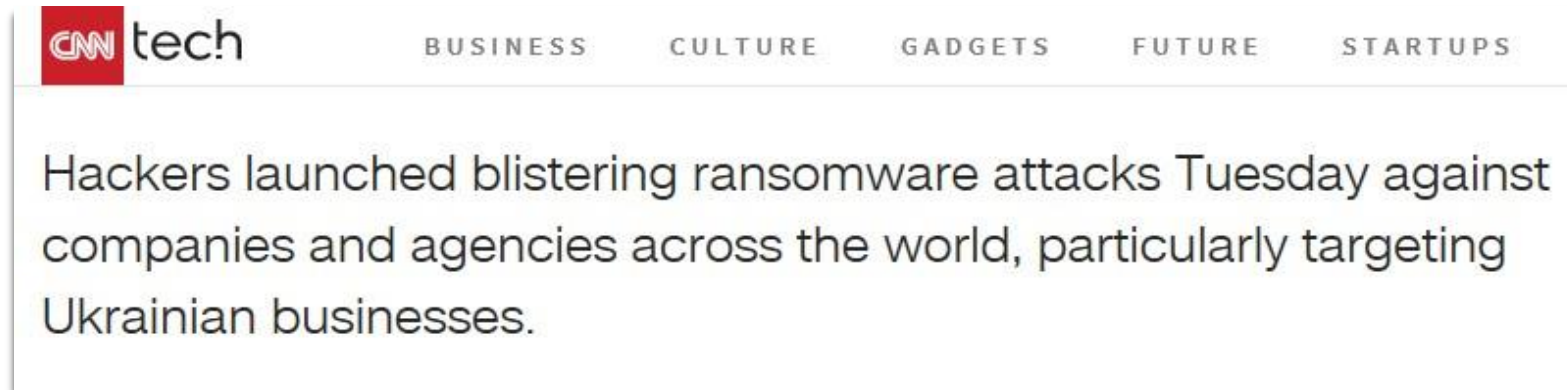 CNN tech BUSINESS CULTURE GADGETS FUTURE STARTUPS
Hackers launched blistering ransomware attacks Tuesday against
companies and agencies across the world, particularly targeting
Ukrainian businesses.